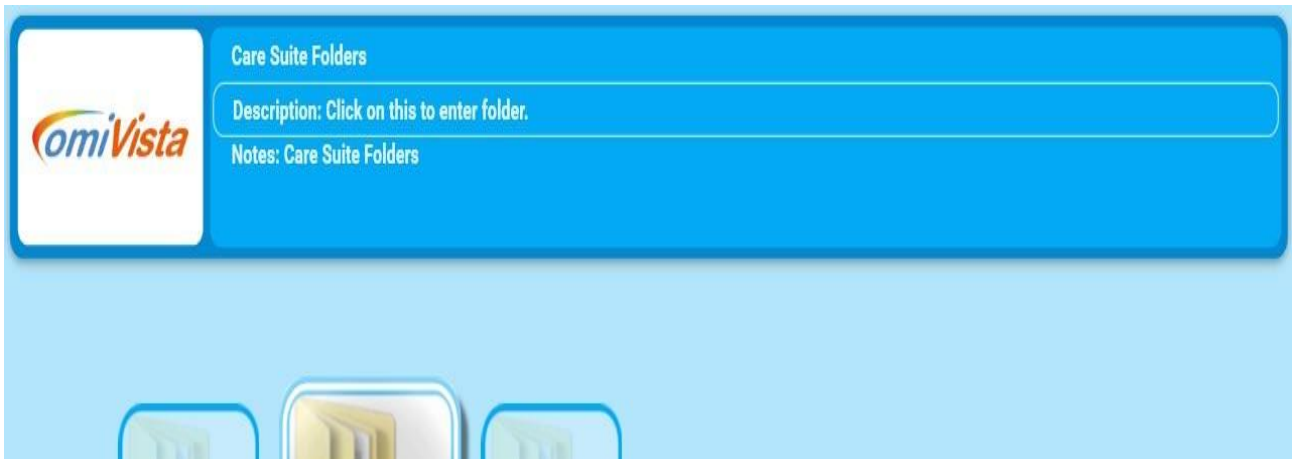 omiVista
Care Suite Folders
Description: Click on this to enter folder.
Notes: Care Suite Folders